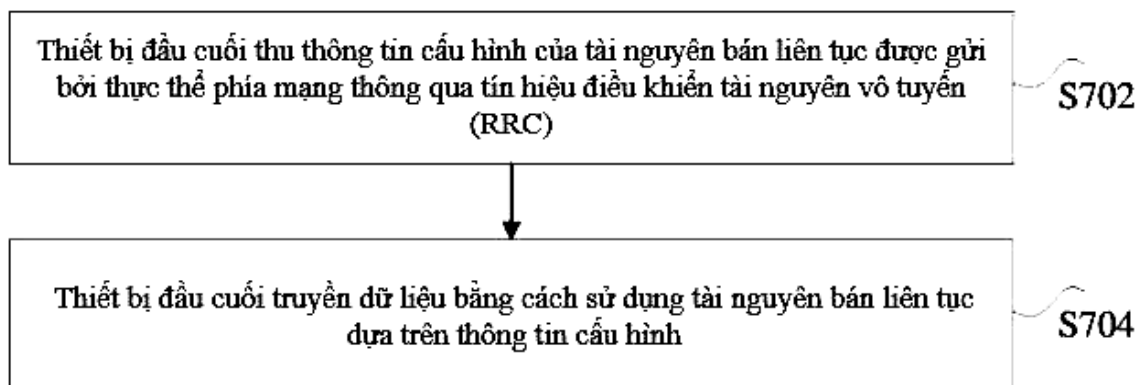 Thiết bị đầu cuối thu thông tin cấu hình của tài nguyên bán liên tục được gửi
bởi thực thể phía mạng thông qua tín hiệu điều khiển tài nguyên vô tuyến
(RRC)
S702
Thiết bị đầu cuối truyền dữ liệu bằng cách sử dụng tài nguyên bán liên tục
dựa trên thông tin cấu hình
S704